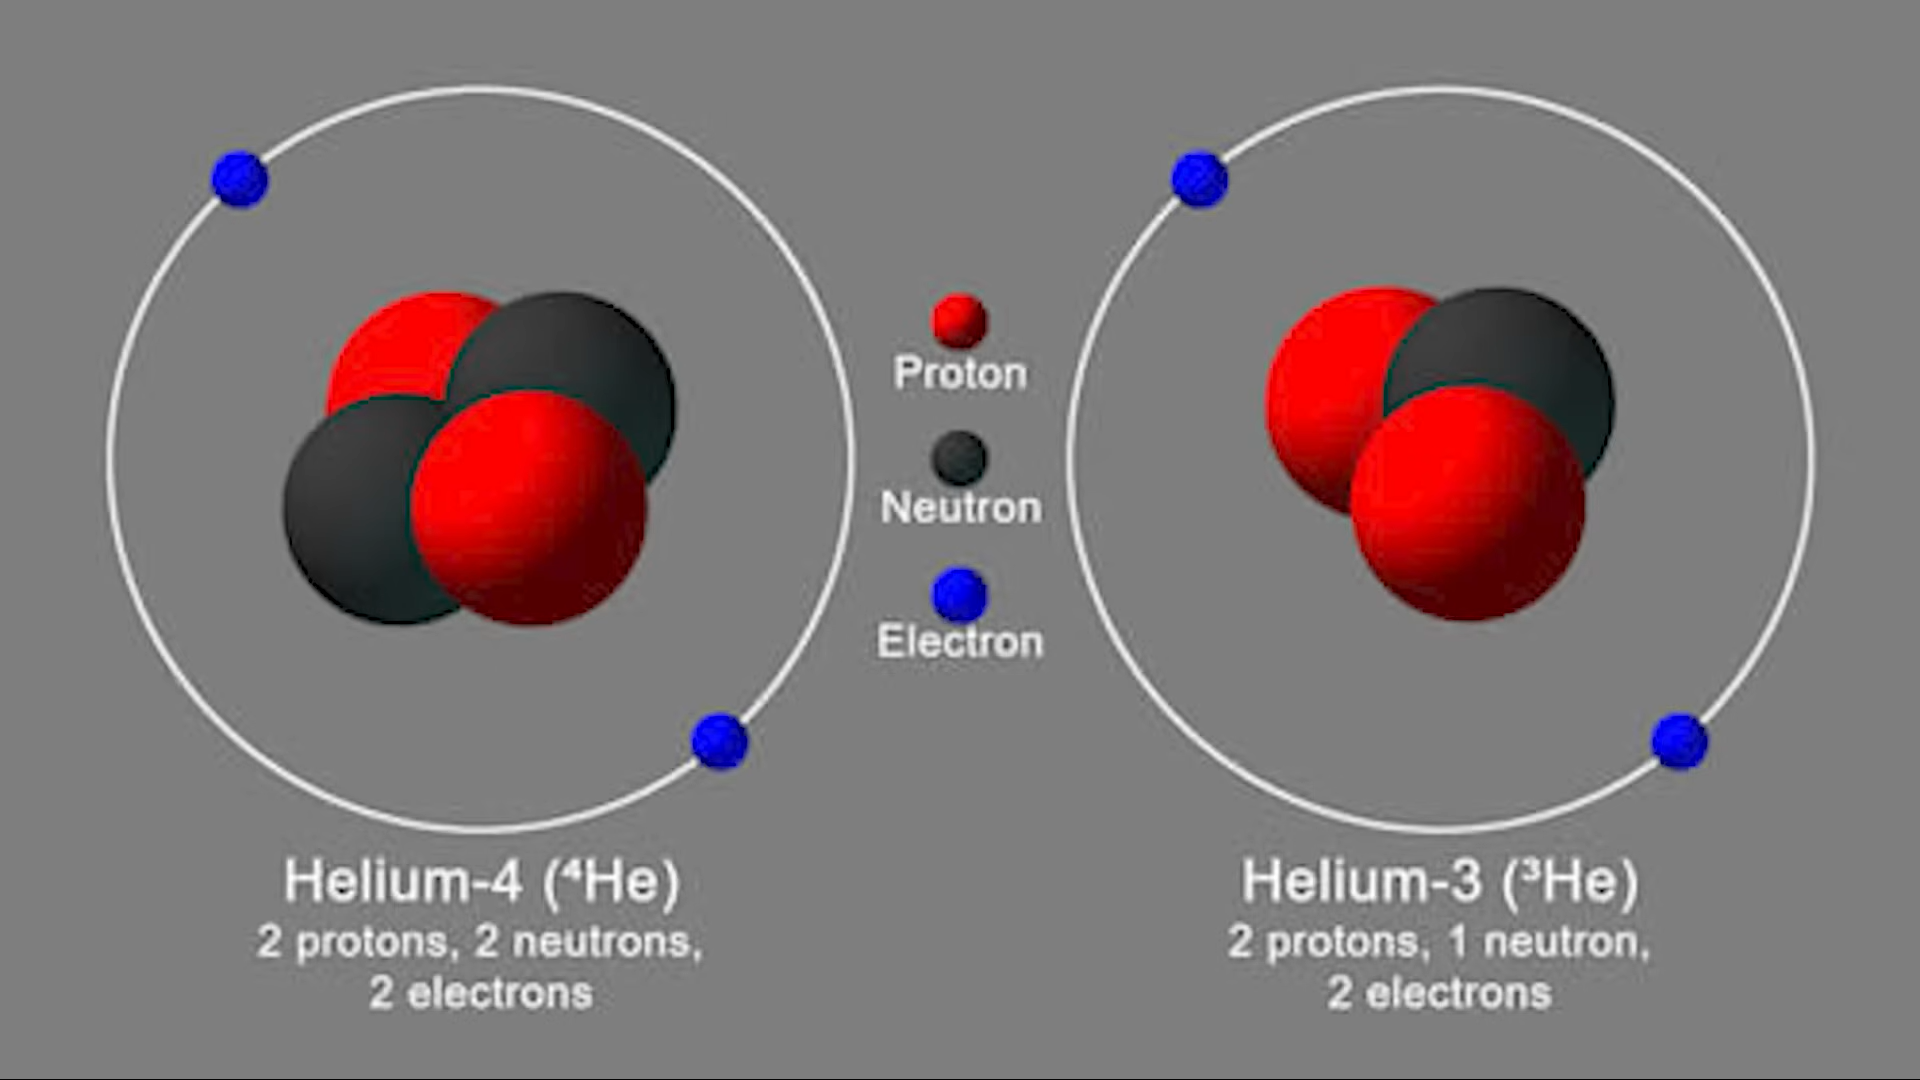 Proton
Neutron
Electron
Helium-4 (⁴He)
2 protons, 2 neutrons,
2 electrons
Helium-3 (³He)
2 protons, 1 neutron,
2 electrons